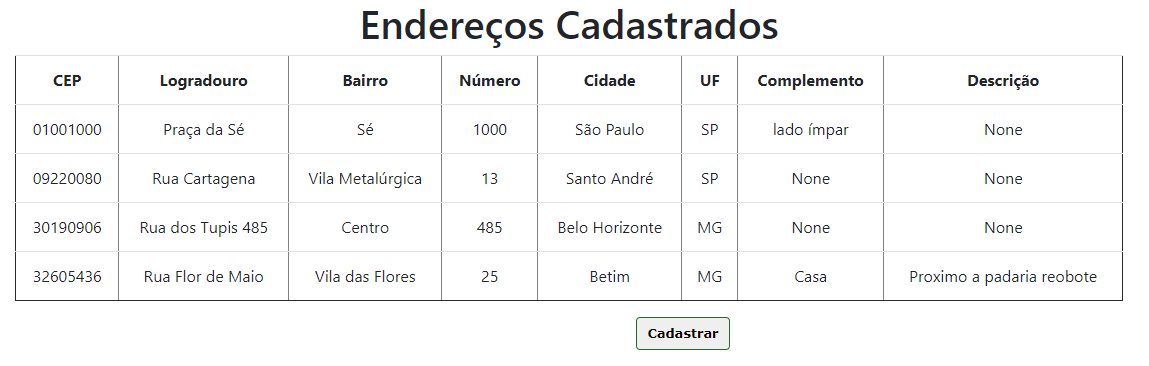 Endereços Cadastrados
CEP Logradouro Bairro Número Cidade UF Complemento Descrição
01001000 Praça da Sé Sé 1000 São Paulo SP lado ímpar None
09220080 Rua Cartagena Vila Metalúrgica 13 Santo André SP None None
30190906 Rua dos Tupis 485 Centro 485 Belo Horizonte MG None None
32605436 Rua Flor de Maio Vila das Flores 25 Betim MG Casa Proximo a padaria reobote
Cadastrar